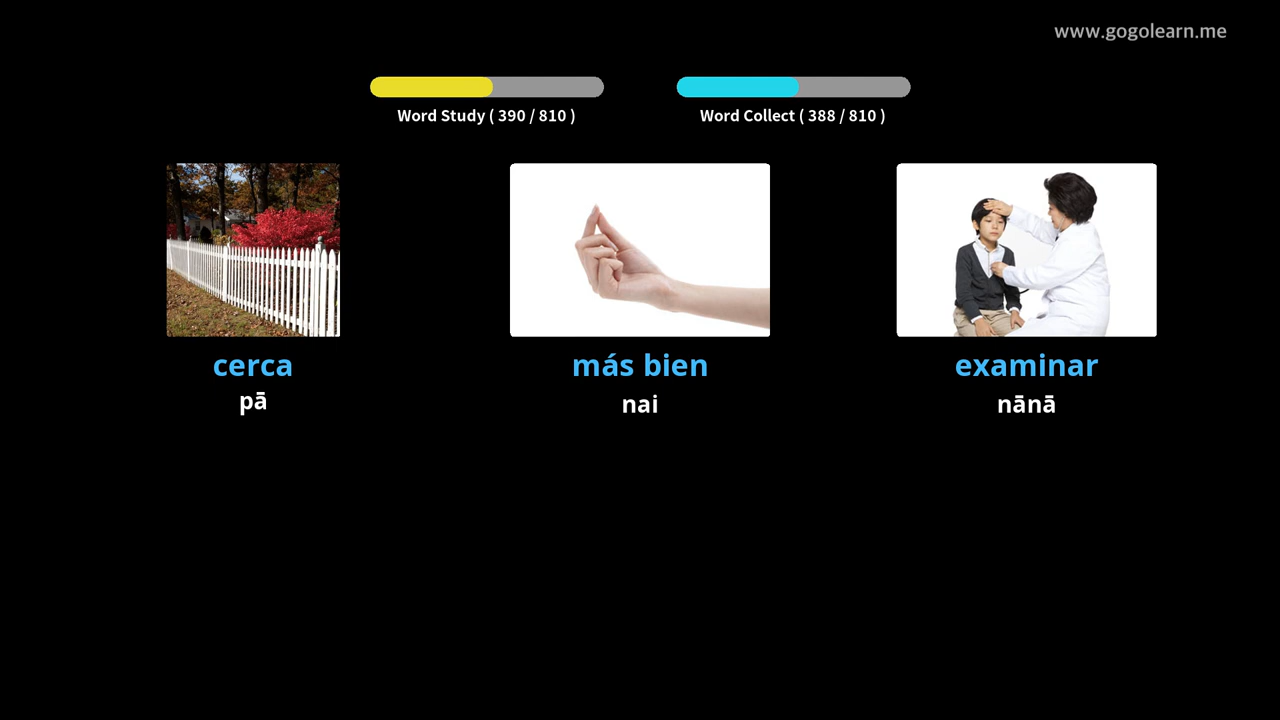 www.gogolearn.me
Word Study ( 390 / 810 )
Word Collect ( 388 / 810 )
cerca
pā
más bien
nai
examinar
nānā